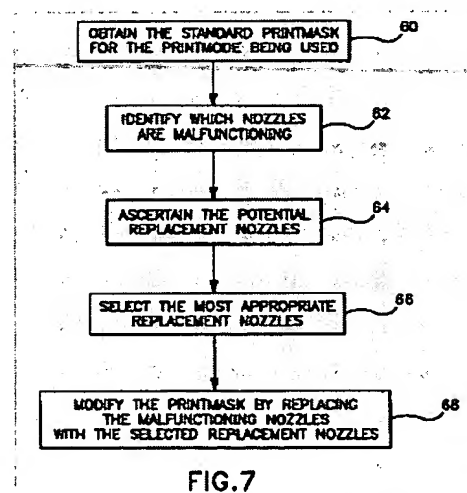 OBTAIN THE STANDARD PRINTMASK
FOR THE PRINTMODE BEING USED
60
IDENTIFY WHICH NOZZLES
ARE MALFUNCTIONING
62
ASCERTAIN THE POTENTIAL
REPLACEMENT NOZZLES
64
SELECT THE MOST APPROPRIATE
REPLACEMENT NOZZLES
66
MODIFY THE PRINTMASK BY REPLACING
THE MALFUNCTIONING NOZZLES
WITH THE SELECTED REPLACEMENT NOZZLES
68
FIG.7